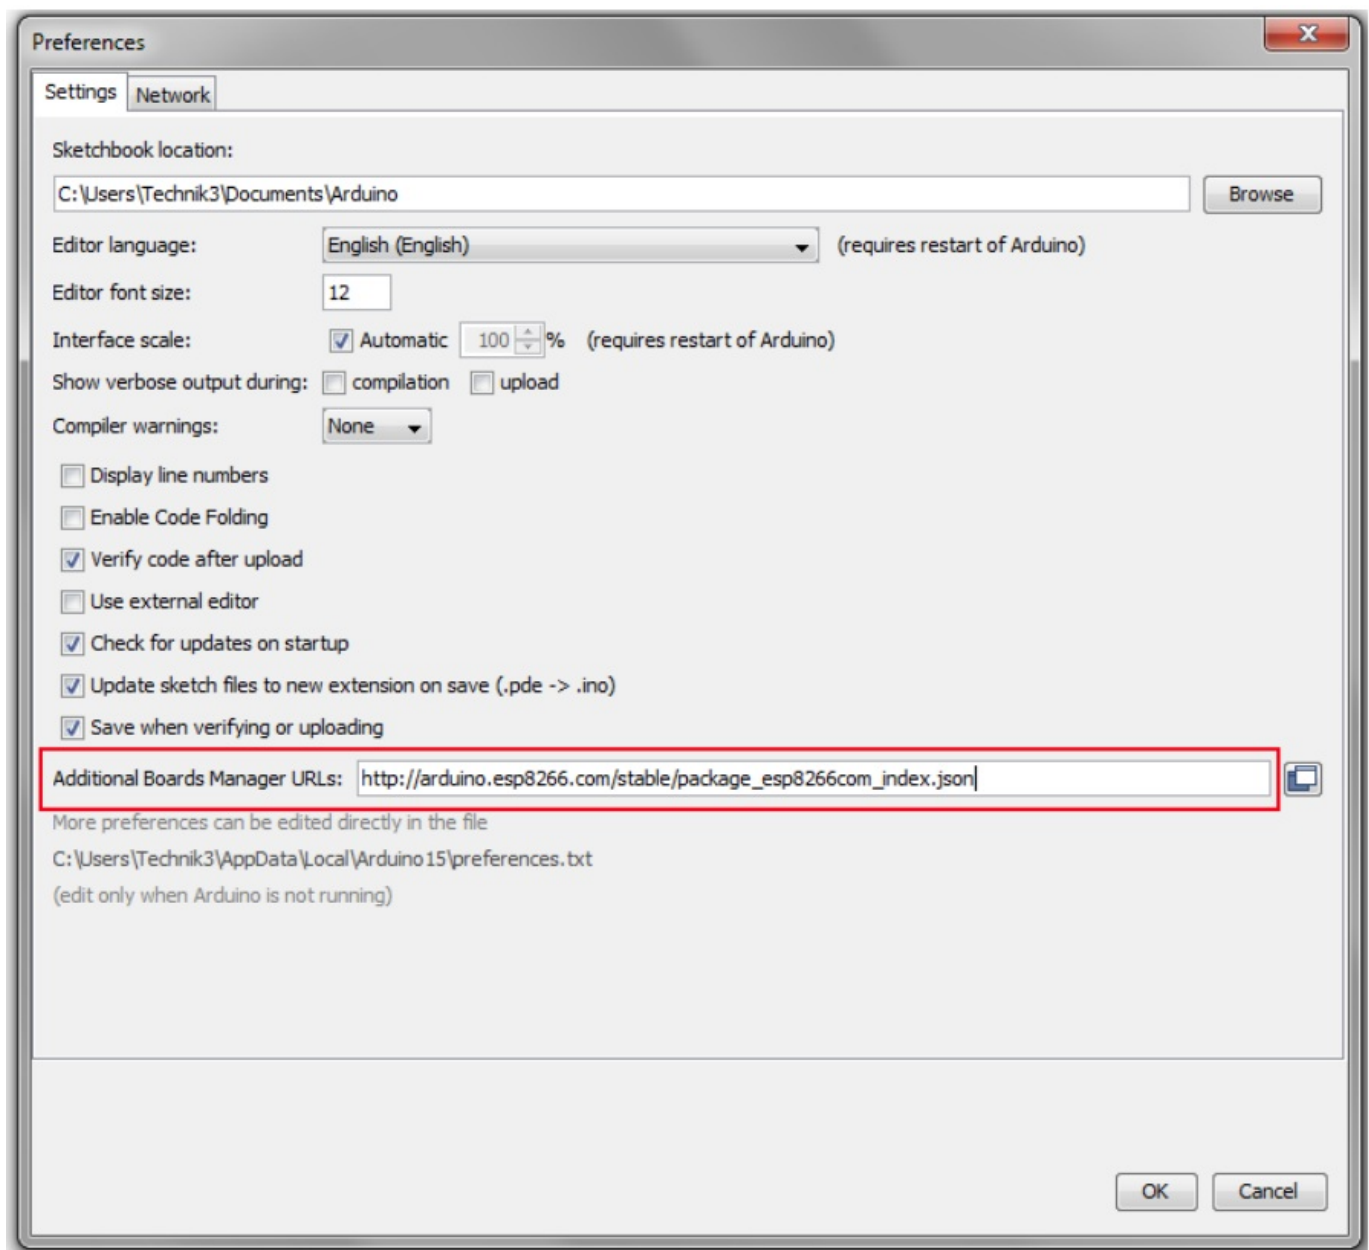 Preferences
Settings Network
Sketchbook location:
C:\Users\Technik3\Documents\Arduino Browse
Editor language: English (English) (requires restart of Arduino)
Editor font size: 12
Interface scale: Automatic 100 % (requires restart of Arduino)
Show verbose output during: compilation upload
Compiler warnings: None
Display line numbers
Enable Code Folding
Verify code after upload
Use external editor
Check for updates on startup
Update sketch files to new extension on save (.pde -> .ino)
Save when verifying or uploading
Additional Boards Manager URLs: http://arduino.esp8266.com/stable/package_esp8266com_index.json
More preferences can be edited directly in the file
C:\Users\Technik3\AppData\Local\Arduino15\preferences.txt
(edit only when Arduino is not running)
OK Cancel